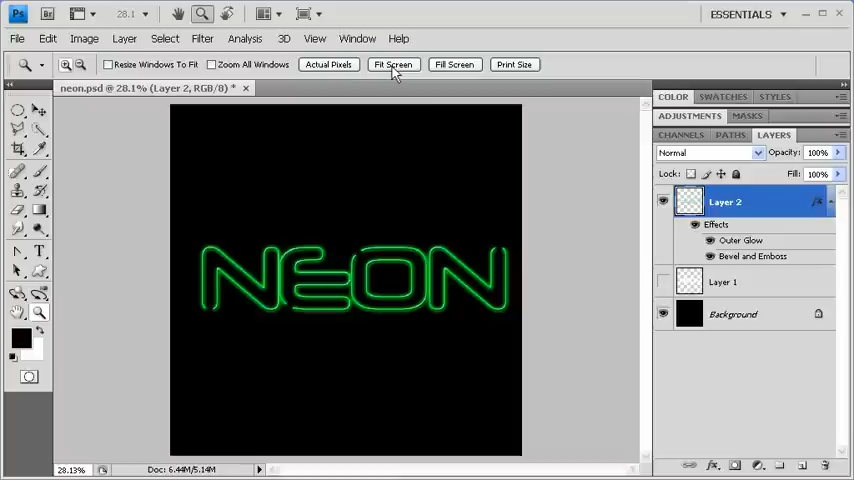 Ps Br 28.1 ESSENTIALS
File Edit Image Layer Select Filter Analysis 3D View Window Help
Resize Windows To Fit Zoom All Windows Actual Pixels Fit Screen Fill Screen Print Size
neon.psd @ 28.1% (Layer 2, RGB/8) * ×
COLOR SWATCHES STYLES
ADJUSTMENTS MASKS
CHANNELS PATHS LAYERS
Normal Opacity: 100%
Lock: Fill: 100%
Layer 2 fx
Effects
Outer Glow
Bevel and Emboss
Layer 1
Background
NEON
T
28.13% Doc: 6.44M/5.14M fx